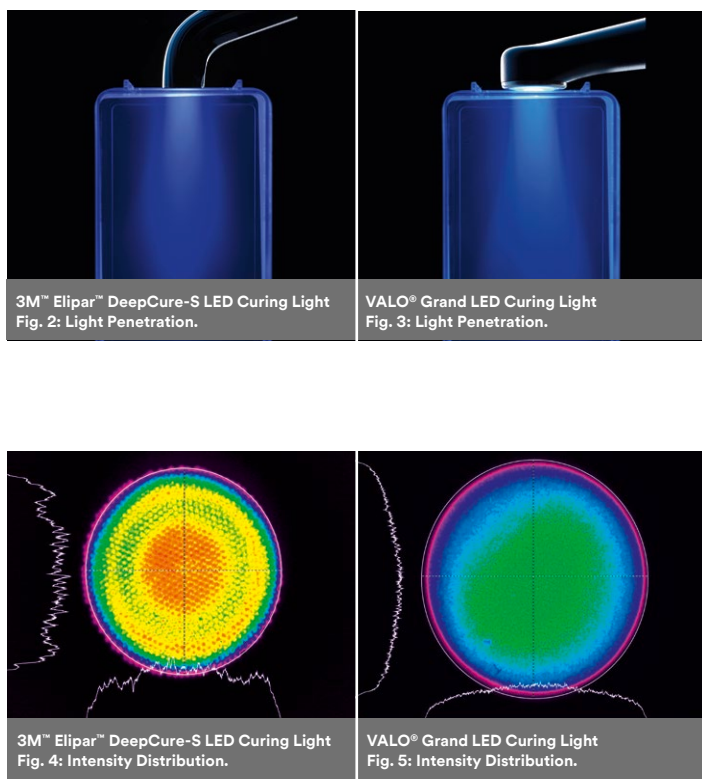 3M™ Elipar™ DeepCure-S LED Curing Light
Fig. 2: Light Penetration.
VALO® Grand LED Curing Light
Fig. 3: Light Penetration.
3M™ Elipar™ DeepCure-S LED Curing Light
Fig. 4: Intensity Distribution.
VALO® Grand LED Curing Light
Fig. 5: Intensity Distribution.